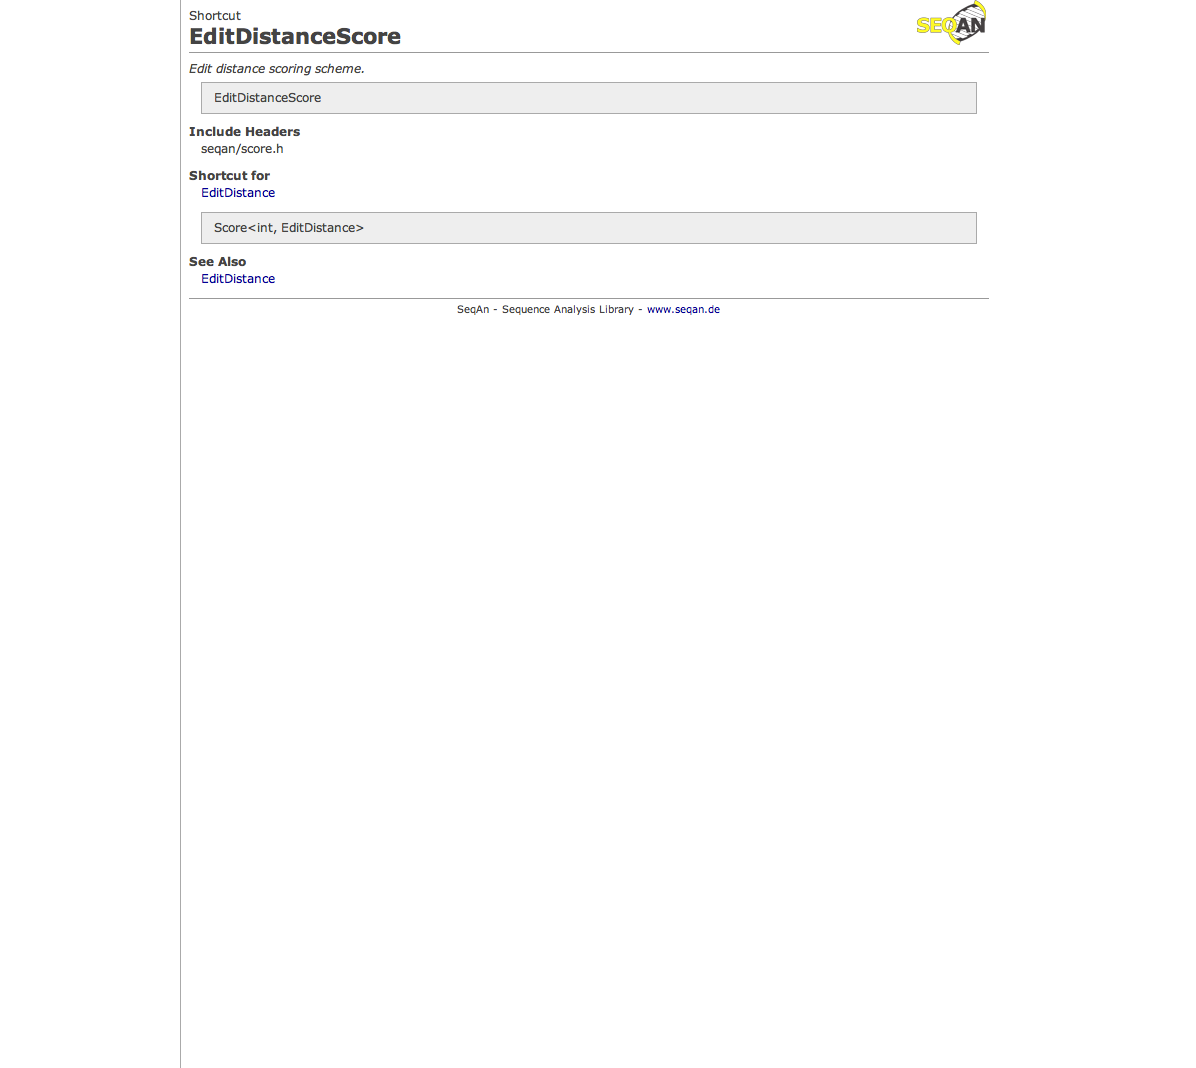 Shortcut
EditDistanceScore
SEQAN
Edit distance scoring scheme.
EditDistanceScore
Include Headers
seqan/score.h
Shortcut for
EditDistance
Score<int, EditDistance>
See Also
EditDistance
SeqAn - Sequence Analysis Library - www.seqan.de